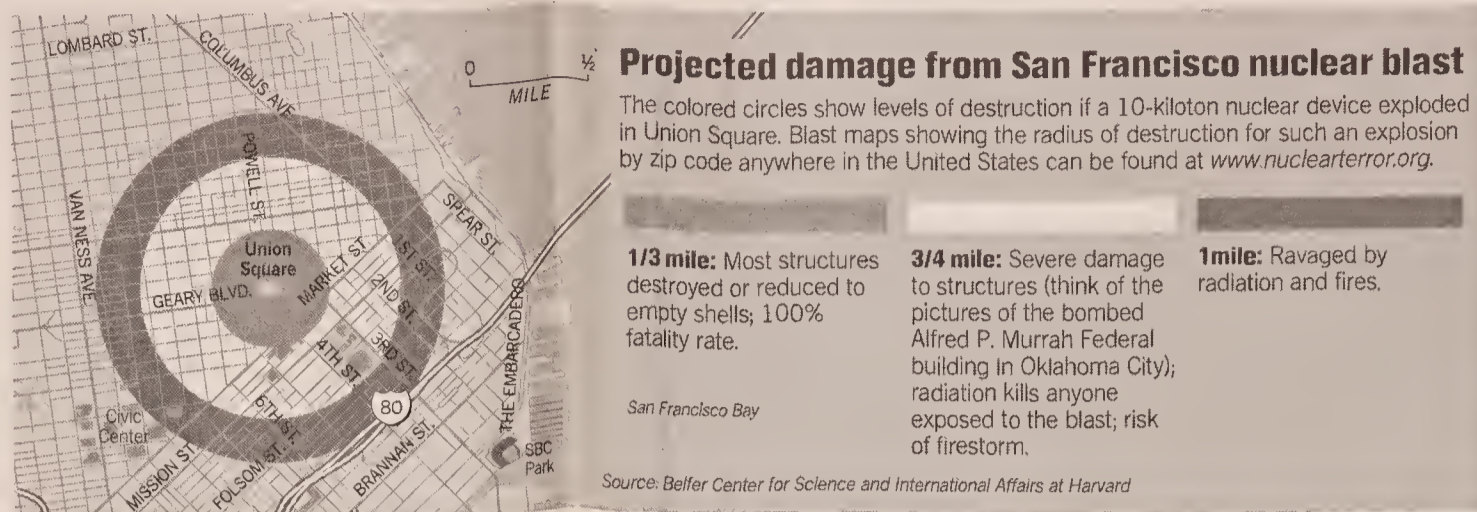 LOMBARD ST.
COLUMBUS AVE.
POWELL ST.
VAN NESS AVE.
Union
Square
GEARY BLVD.
MARKET ST.
SPEAR ST.
1ST ST.
2ND ST.
3RD ST.
4TH ST.
THE EMBARCADERO
80
Civic
Center
MISSION ST.
FOLSOM ST.
BRANNAN ST.
SBC
Park
0 ½
MILE
Projected damage from San Francisco nuclear blast
The colored circles show levels of destruction if a 10-kiloton nuclear device exploded
in Union Square. Blast maps showing the radius of destruction for such an explosion
by zip code anywhere in the United States can be found at www.nuclearterror.org.
1/3 mile: Most structures
destroyed or reduced to
empty shells; 100%
fatality rate.
San Francisco Bay
3/4 mile: Severe damage
to structures (think of the
pictures of the bombed
Alfred P. Murrah Federal
building in Oklahoma City);
radiation kills anyone
exposed to the blast; risk
of firestorm.
1 mile: Ravaged by
radiation and fires.
Source: Belfer Center for Science and International Affairs at Harvard